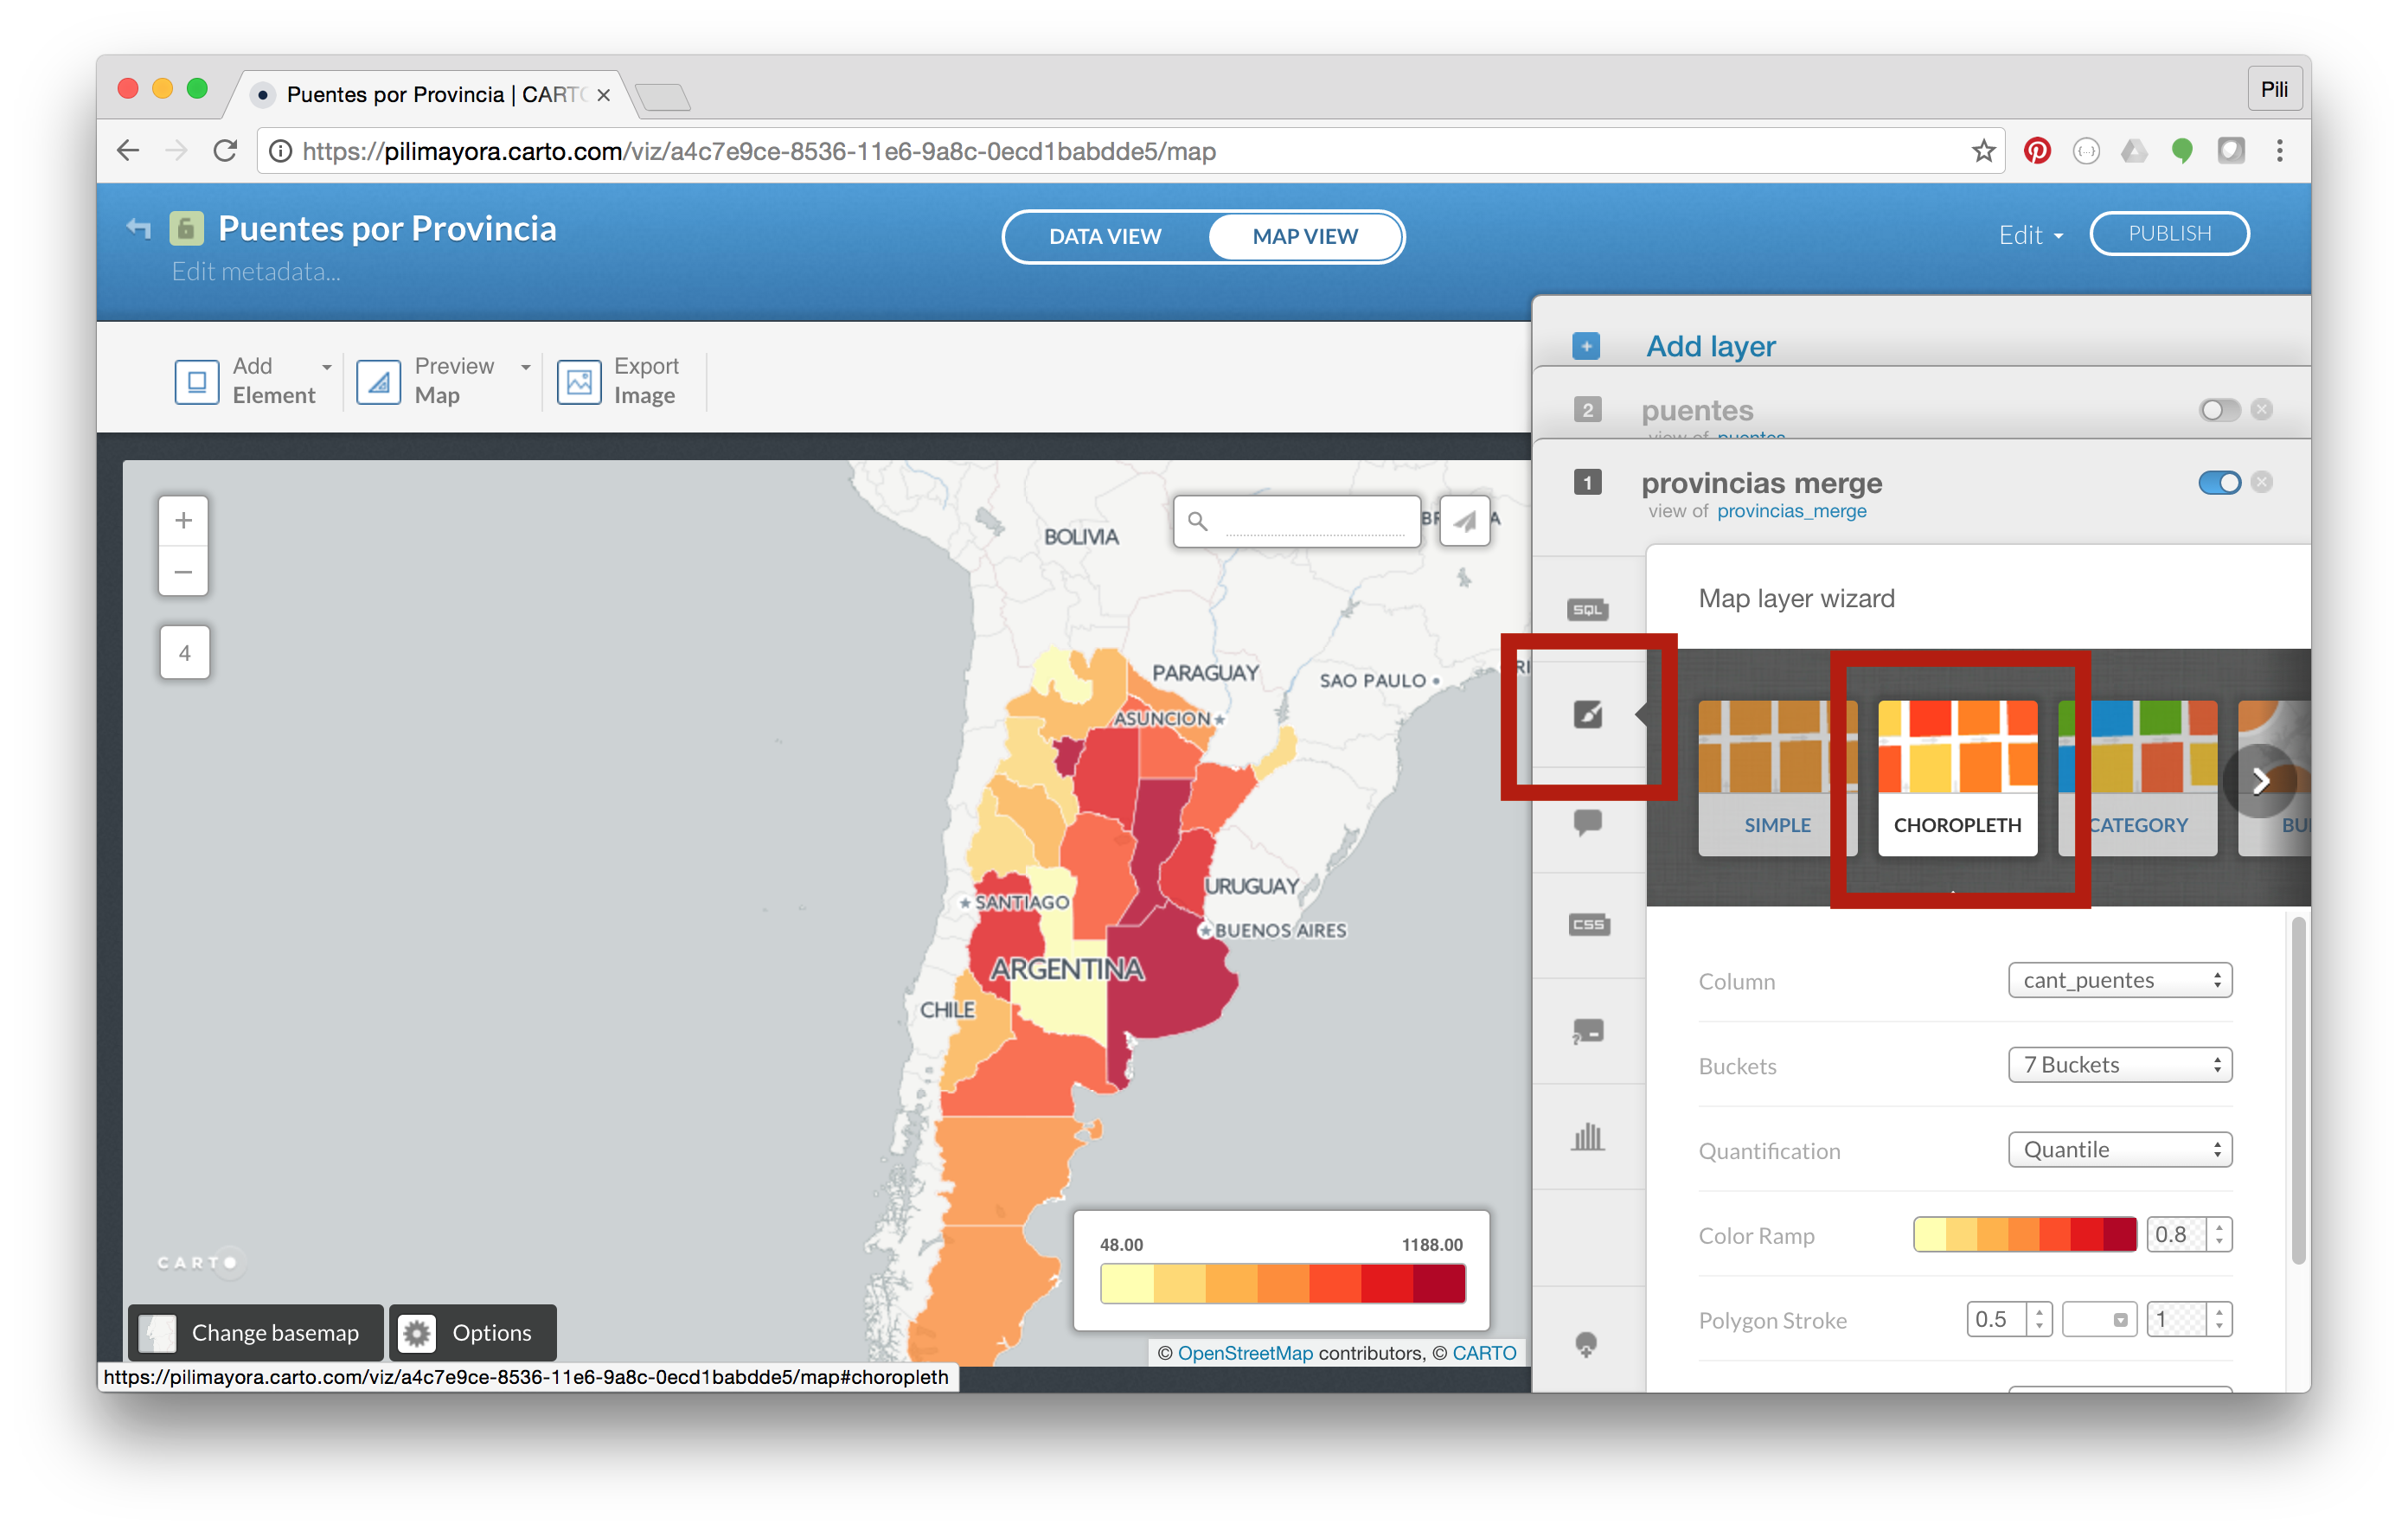 Puentes por Provincia | CARTO
Pili
https://pilimayora.carto.com/viz/a4c7e9ce-8536-11e6-9a8c-0ecd1babdde5/map
Puentes por Provincia
Edit metadata...
DATA VIEW
MAP VIEW
Edit
PUBLISH
Add Element
Preview Map
Export Image
Add layer
2
puentes
view of puentes
1
provincias merge
view of provincias_merge
+
−
4
BOLIVIA
PARAGUAY
SAO PAULO
ASUNCION
URUGUAY
SANTIAGO
BUENOS AIRES
ARGENTINA
CHILE
SQL
Map layer wizard
SIMPLE
CHOROPLETH
CATEGORY
BU
CSS
Column
cant_puentes
Buckets
7 Buckets
Quantification
Quantile
Color Ramp
0.8
Polygon Stroke
0.5
1
48.00
1188.00
CARTO
Change basemap
Options
© OpenStreetMap contributors, © CARTO
https://pilimayora.carto.com/viz/a4c7e9ce-8536-11e6-9a8c-0ecd1babdde5/map#choropleth